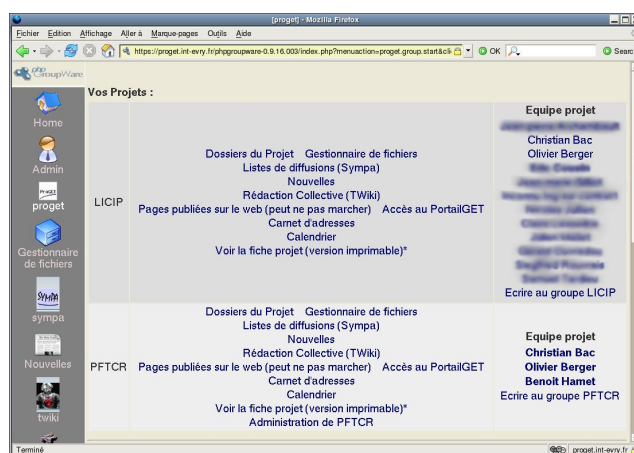 [proget] - Mozilla Firefox
Fichier Edition Affichage Aller à Marque-pages Outils Aide
https://proget.int-evry.fr/phpgroupware-0.9.16.003/index.php?menuaction=proget.group.start&cli OK Searc
php GroupWare
Vos Projets :
Home
Admin
ProGET
proget
Gestionnaire
de fichiers
SYMPA
sympa
Nouvelles
twiki
LICIP
Dossiers du Projet Gestionnaire de fichiers
Listes de diffusions (Sympa)
Nouvelles
Rédaction Collective (TWiki)
Pages publiées sur le web (peut ne pas marcher) Accès au PortailGET
Carnet d'adresses
Calendrier
Voir la fiche projet (version imprimable)*
Equipe projet
Christian Bac
Olivier Berger
Ecrire au groupe LICIP
PFTCR
Dossiers du Projet Gestionnaire de fichiers
Listes de diffusions (Sympa)
Nouvelles
Rédaction Collective (TWiki)
Pages publiées sur le web (peut ne pas marcher) Accès au PortailGET
Carnet d'adresses
Calendrier
Voir la fiche projet (version imprimable)*
Administration de PFTCR
Equipe projet
Christian Bac
Olivier Berger
Benoit Hamet
Ecrire au groupe PFTCR
Terminé
proget.int-evry.fr